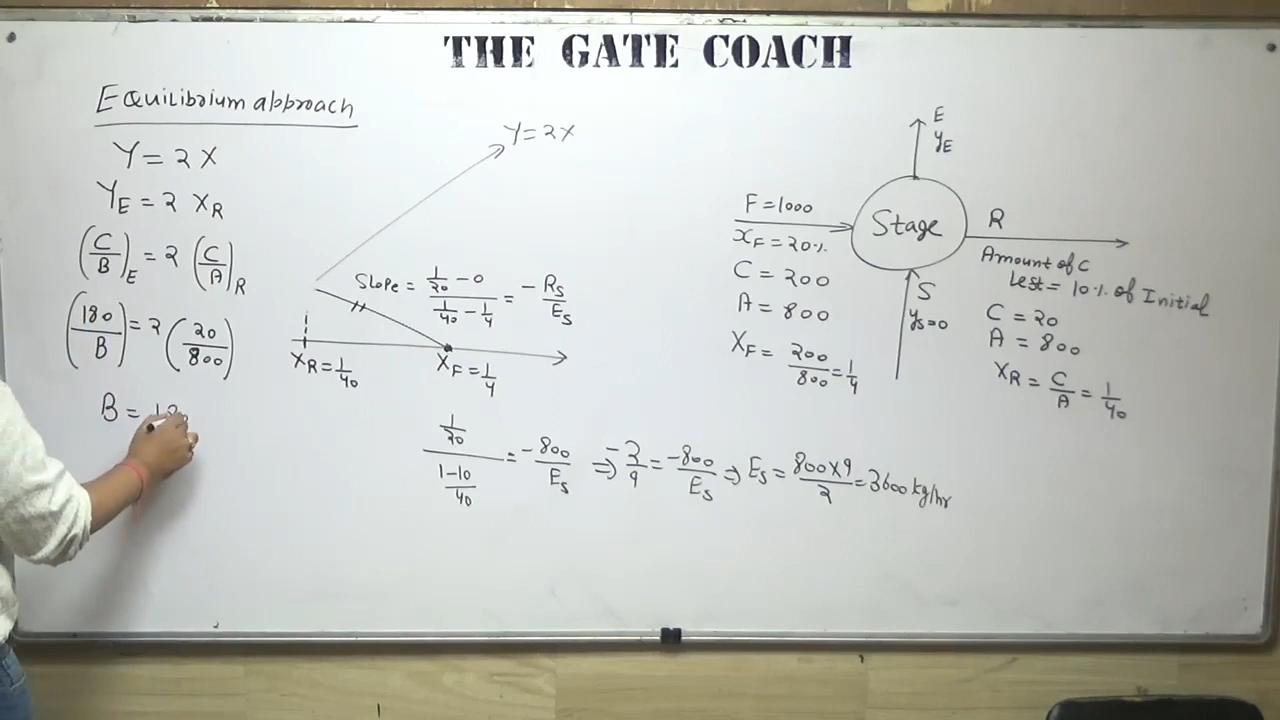 THE GATE COACH
Equilibrium approach
Y = 2X
Y_E = 2 X_R
(C/B)_E = 2 (C/A)_R
(180/B) = 2 (20/800)
B =
Y = 2X
Slope = (1/20 - 0)/(1/40 - 1/4) = - R_S/E_S
X_R = 1/40
X_F = 1/4
(1/20)/((1-10)/40) = -800/E_S ⇒ -2/9 = -800/E_S ⇒ E_S = 800×9/2 = 3600 kg/hr
E
y_E
F = 1000
x_F = 20%
C = 200
A = 800
X_F = 200/800 = 1/4
Stage
R
Amount of C
Lest = 10% of Initial
C = 20
A = 800
X_R = C/A = 1/40
S
y_S = 0